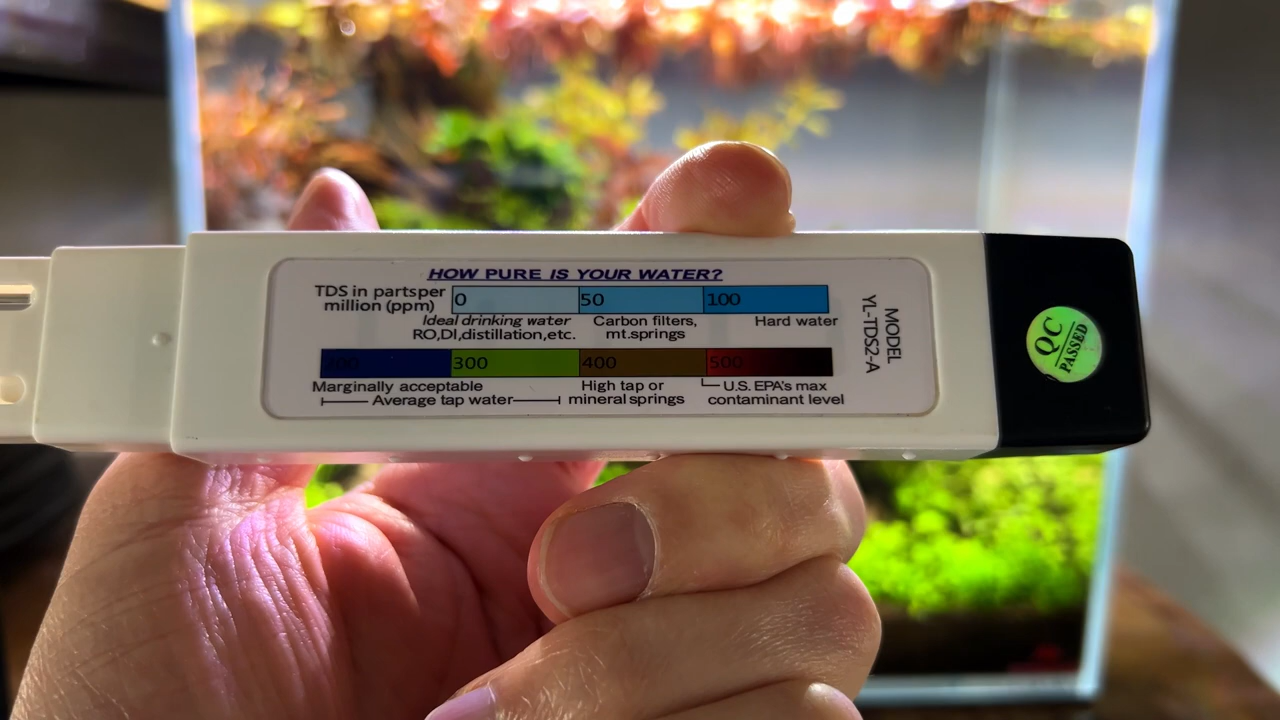 HOW PURE IS YOUR WATER?
TDS in partsper
million (ppm)
0 50 100
Ideal drinking water
RO,DI,distillation,etc.
Carbon filters,
mt.springs
Hard water
300 400 500
Marginally acceptable
Average tap water
High tap or
mineral springs
U.S. EPA's max
contaminant level
MODEL
YL-TDS2-A
QC
PASSED